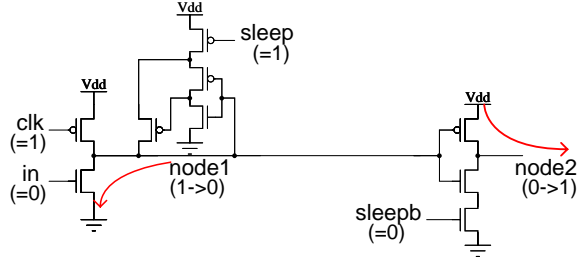 Vdd
sleep
(=1)
Vdd
Vdd
clk
(=1)
in
(=0)
node1
(1->0)
node2
(0->1)
sleepb
(=0)